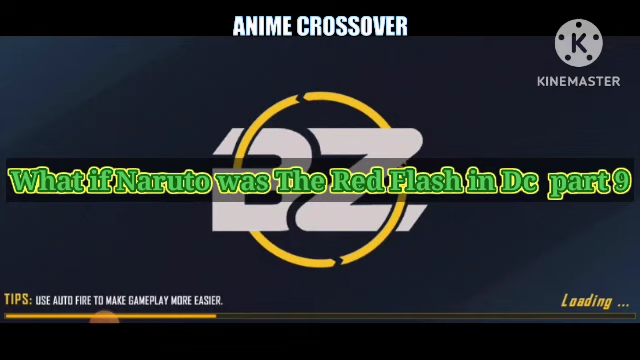 ANIME CROSSOVER
K
KINEMASTER
BZ
What if Naruto was The Red Flash in Dc part 9
TIPS: USE AUTO FIRE TO MAKE GAMEPLAY MORE EASIER.
Loading ...